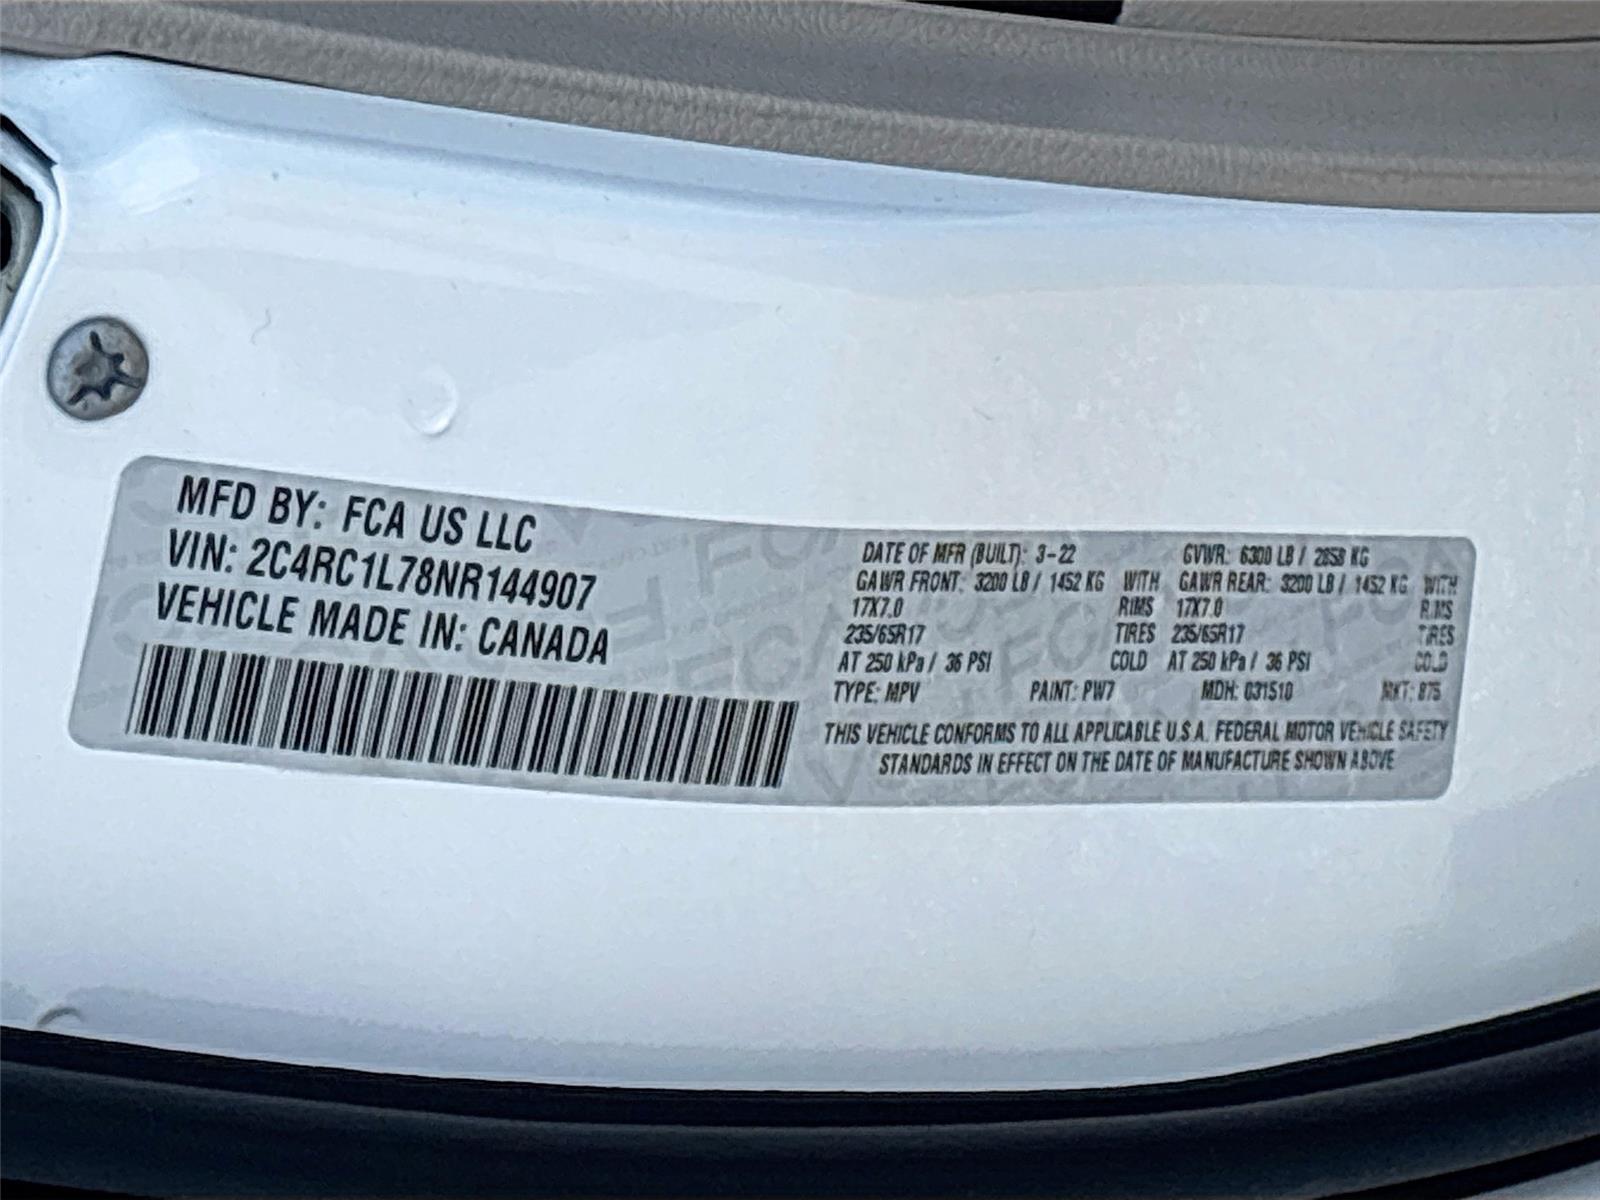 MFD BY: FCA US LLC
VIN: 2C4RC1L78NR144907
VEHICLE MADE IN: CANADA
DATE OF MFR (BUILT): 3-22 GVWR: 6300 LB / 2858 KG
GAWR FRONT: 3200 LB / 1452 KG WITH GAWR REAR: 3200 LB / 1452 KG WITH
17X7.0 RIMS 17X7.0 RIMS
235/65R17 TIRES 235/65R17 TIRES
AT 250 kPa / 36 PSI COLD AT 250 kPa / 36 PSI COLD
TYPE: MPV PAINT: PW7 MDH: 031510 MKT: 875
THIS VEHICLE CONFORMS TO ALL APPLICABLE U.S.A. FEDERAL MOTOR VEHICLE SAFETY
STANDARDS IN EFFECT ON THE DATE OF MANUFACTURE SHOWN ABOVE